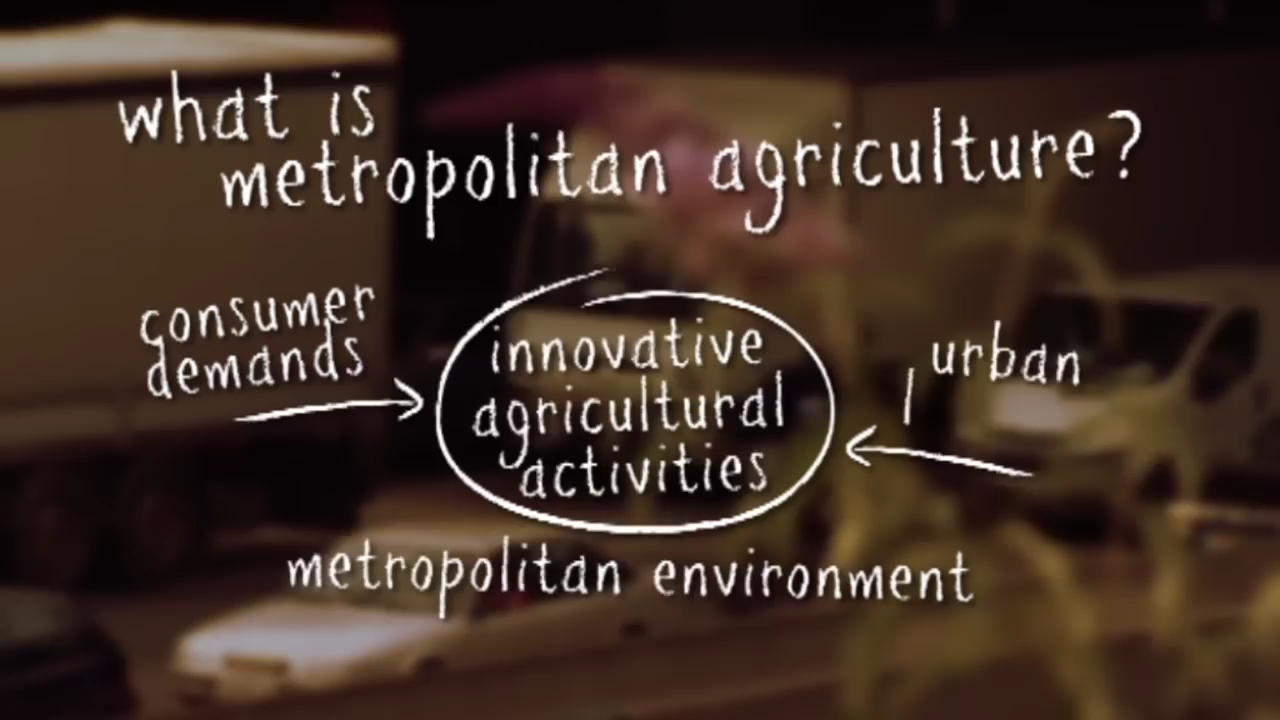 what is
metropolitan agriculture?
consumer
demands
innovative
agricultural
activities
urban
metropolitan environment